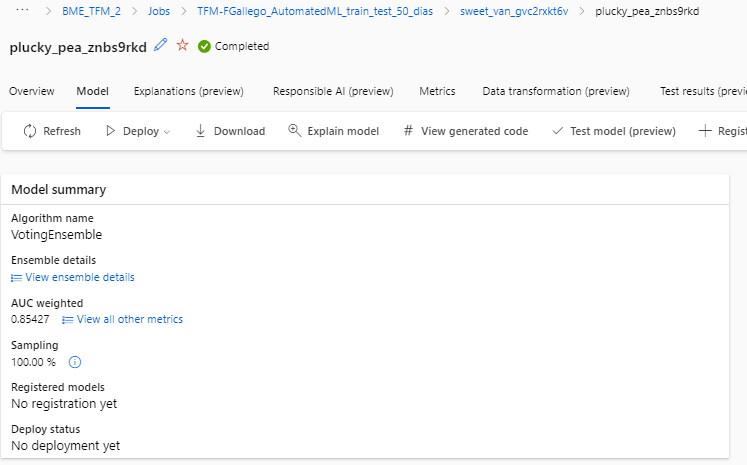 ··· > BME_TFM_2 > Jobs > TFM-FGallego_AutomatedML_train_test_50_dias > sweet_van_gvc2rxkt6v > plucky_pea_znbs9rkd
plucky_pea_znbs9rkd Completed
Overview Model Explanations (preview) Responsible AI (preview) Metrics Data transformation (preview) Test results (previ
Refresh Deploy Download Explain model # View generated code Test model (preview) Regist
Model summary
Algorithm name
VotingEnsemble
Ensemble details
View ensemble details
AUC weighted
0.85427 View all other metrics
Sampling
100.00 %
Registered models
No registration yet
Deploy status
No deployment yet